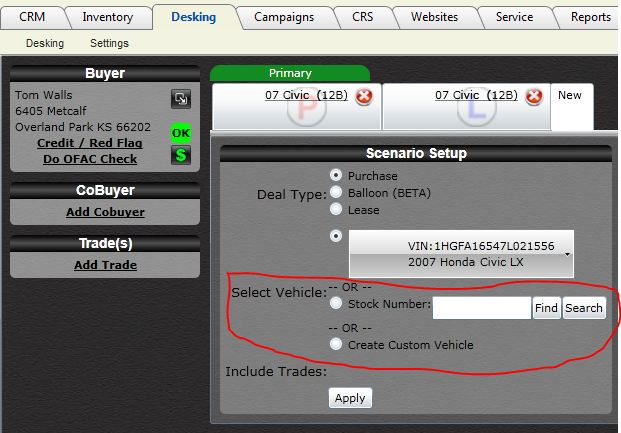 CRM Inventory Desking Campaigns CRS Websites Service Reports
Desking Settings
Buyer
Tom Walls
6405 Metcalf
Overland Park KS 66202
OK
Credit / Red Flag
$
Do OFAC Check
CoBuyer
Add Cobuyer
Trade(s)
Add Trade
Primary
07 Civic (12B) 07 Civic (12B) New
P L
Scenario Setup
Deal Type: Purchase
Balloon (BETA)
Lease
VIN:1HGFA16547L021556
2007 Honda Civic LX
Select Vehicle: -- OR --
Stock Number: Find Search
-- OR --
Create Custom Vehicle
Include Trades:
Apply